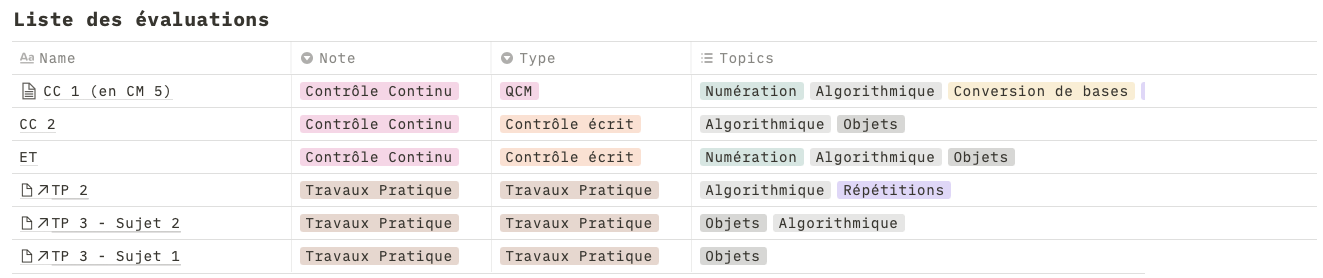 Liste des évaluations
Aa Name Note Type Topics
CC 1 (en CM 5) Contrôle Continu QCM Numération Algorithmique Conversion de bases
CC 2 Contrôle Continu Contrôle écrit Algorithmique Objets
ET Contrôle Continu Contrôle écrit Numération Algorithmique Objets
TP 2 Travaux Pratique Travaux Pratique Algorithmique Répétitions
TP 3 - Sujet 2 Travaux Pratique Travaux Pratique Objets Algorithmique
TP 3 - Sujet 1 Travaux Pratique Travaux Pratique Objets